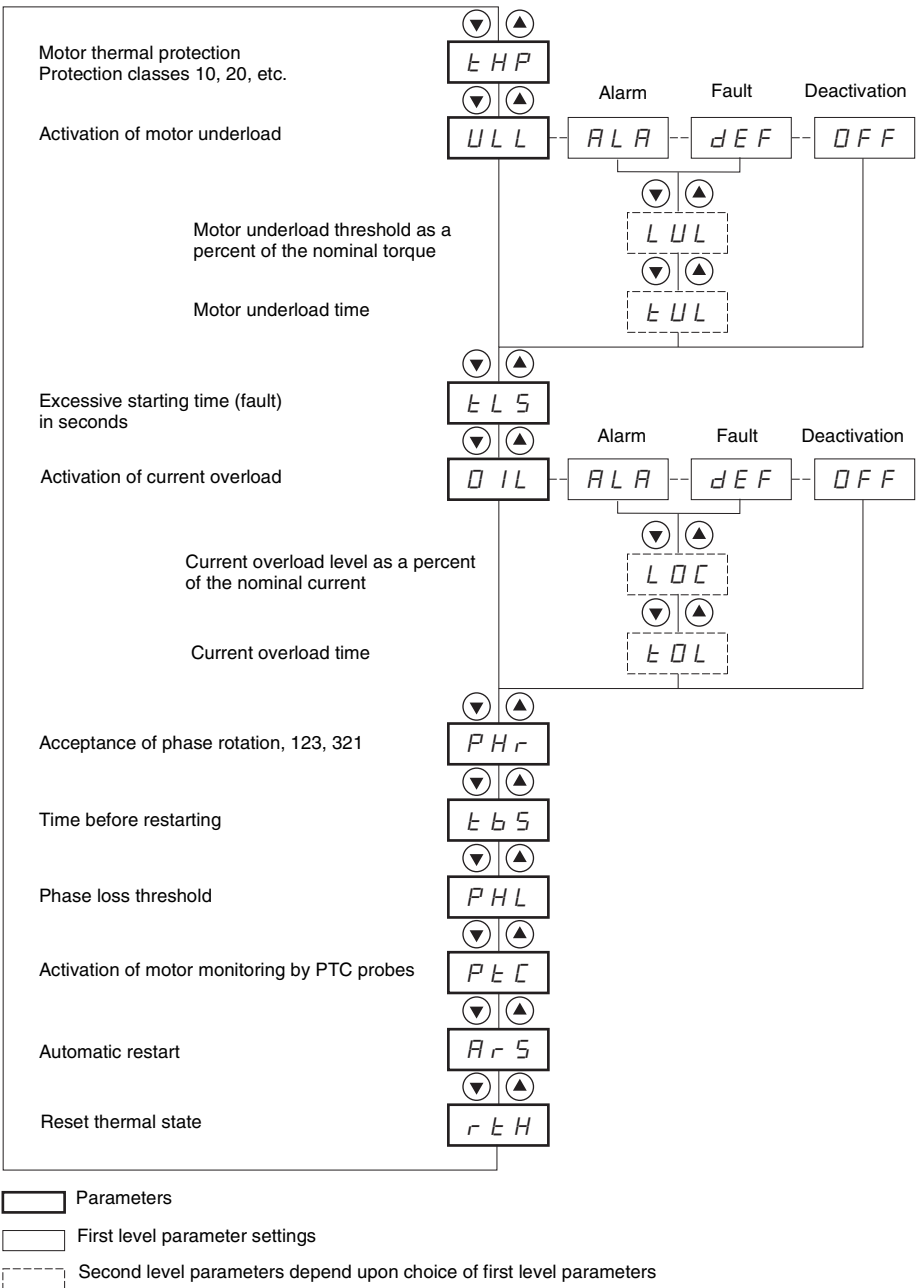 Motor thermal protection
Protection classes 10, 20, etc.
tHP
Alarm Fault Deactivation
Activation of motor underload
ULL ALA dEF OFF
Motor underload threshold as a
percent of the nominal torque
LUL
Motor underload time
tUL
Excessive starting time (fault)
in seconds
tLS
Alarm Fault Deactivation
Activation of current overload
OIL ALA dEF OFF
Current overload level as a percent
of the nominal current
LOC
Current overload time
tOL
Acceptance of phase rotation, 123, 321
PHr
Time before restarting
tbS
Phase loss threshold
PHL
Activation of motor monitoring by PTC probes
PtC
Automatic restart
ArS
Reset thermal state
rtH
Parameters
First level parameter settings
Second level parameters depend upon choice of first level parameters